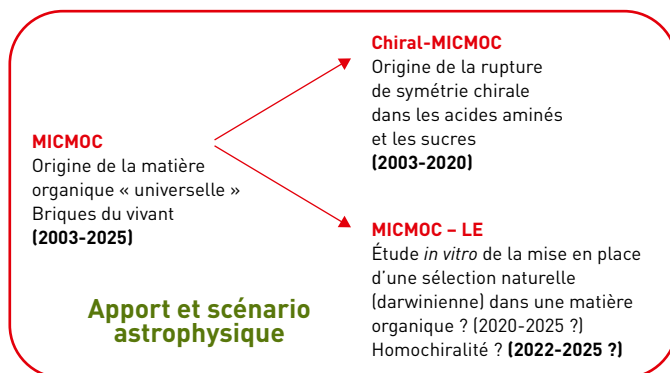 MICMOC
Origine de la matière
organique « universelle »
Briques du vivant
(2003-2025)
Chiral-MICMOC
Origine de la rupture
de symétrie chirale
dans les acides aminés
et les sucres
(2003-2020)
MICMOC – LE
Étude in vitro de la mise en place
d’une sélection naturelle
(darwinienne) dans une matière
organique ? (2020-2025 ?)
Homochiralité ? (2022-2025 ?)
Apport et scénario
astrophysique